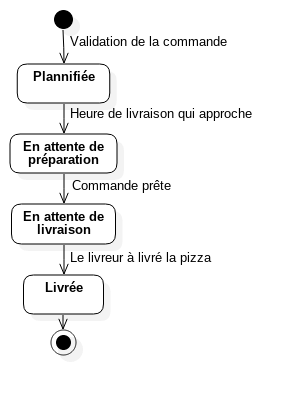 Validation de la commande
Plannifiée
Heure de livraison qui approche
En attente de
préparation
Commande prête
En attente de
livraison
Le livreur à livré la pizza
Livrée